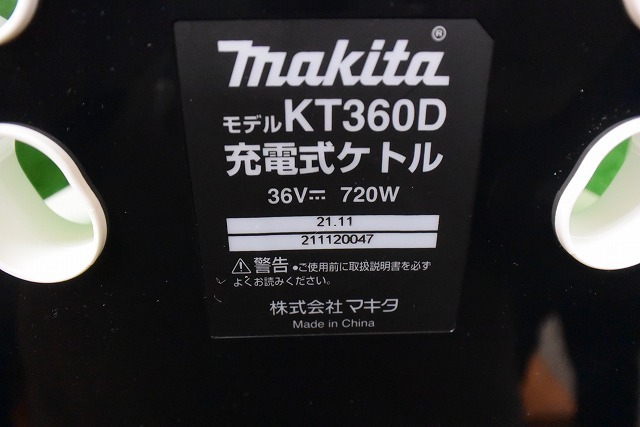 makita®
モデルKT360D
充電式ケトル
36V⎓ 720W
21.11
211120047
⚠警告 ●ご使用前に取扱説明書を必ず
よくお読みください。
株式会社マキタ
Made in China